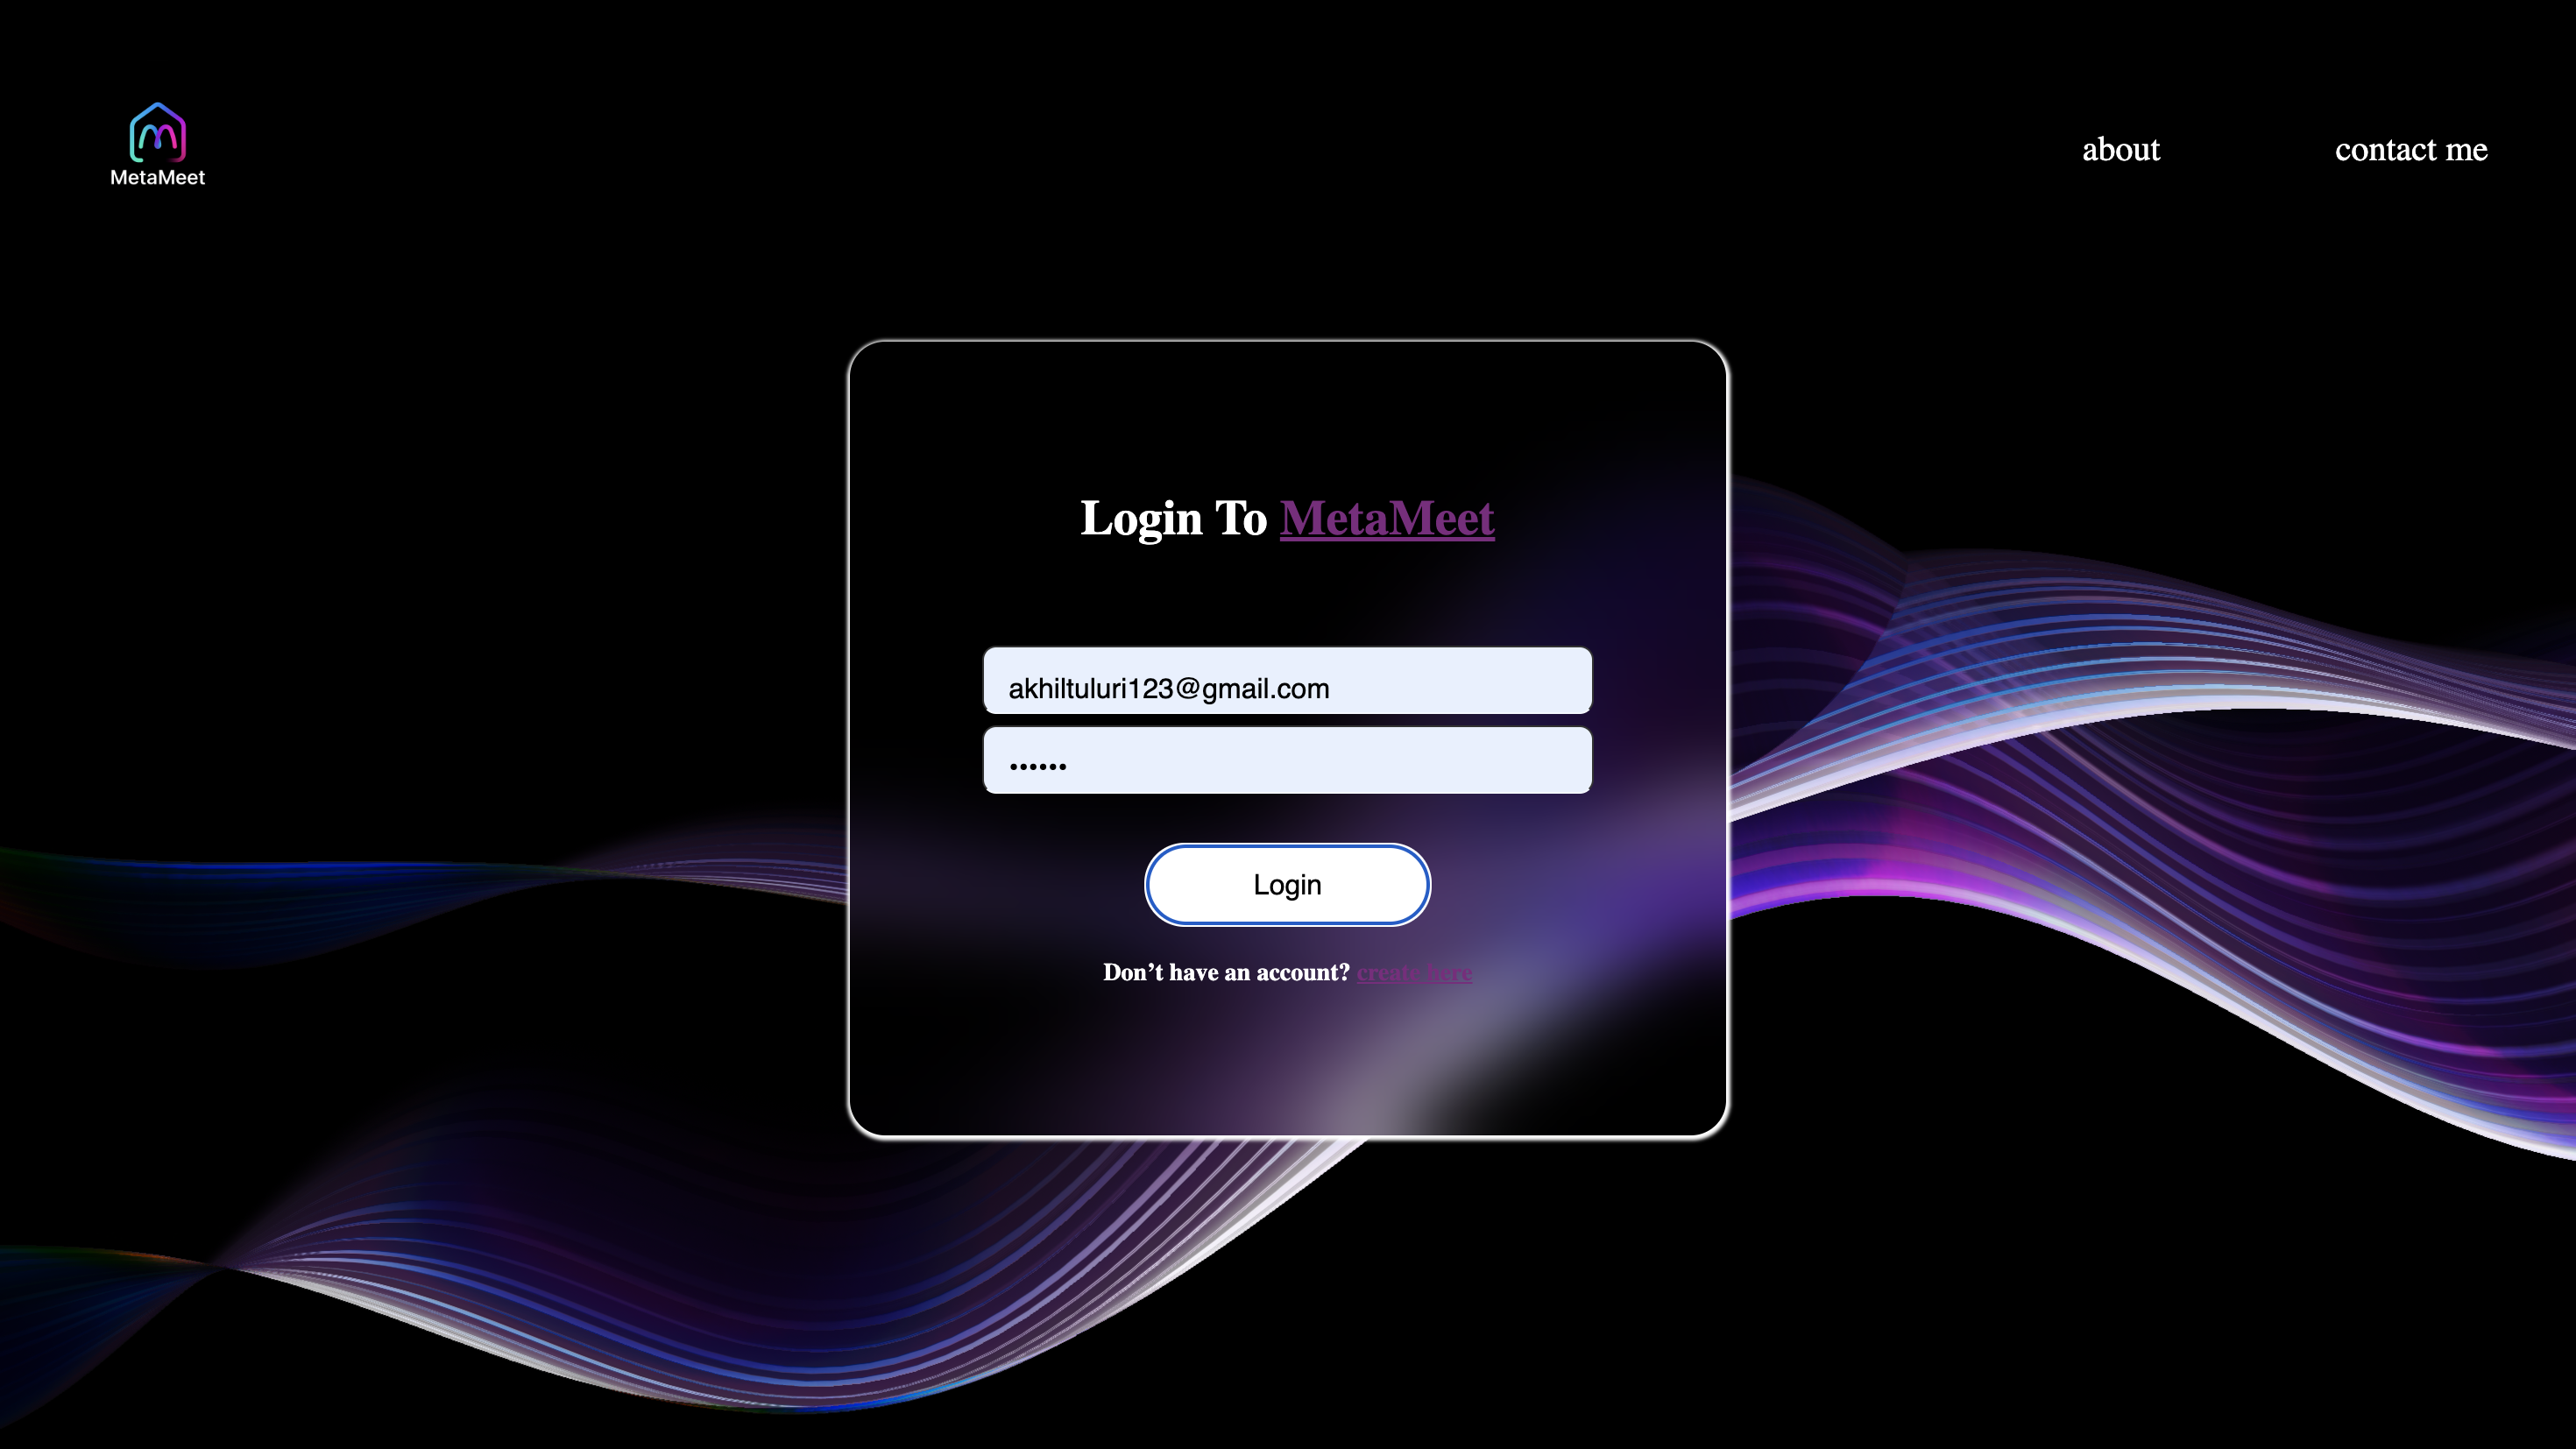 MetaMeet
about
contact me
Login To MetaMeet
akhiltuluri123@gmail.com
••••••
Login
Don’t have an account? create here